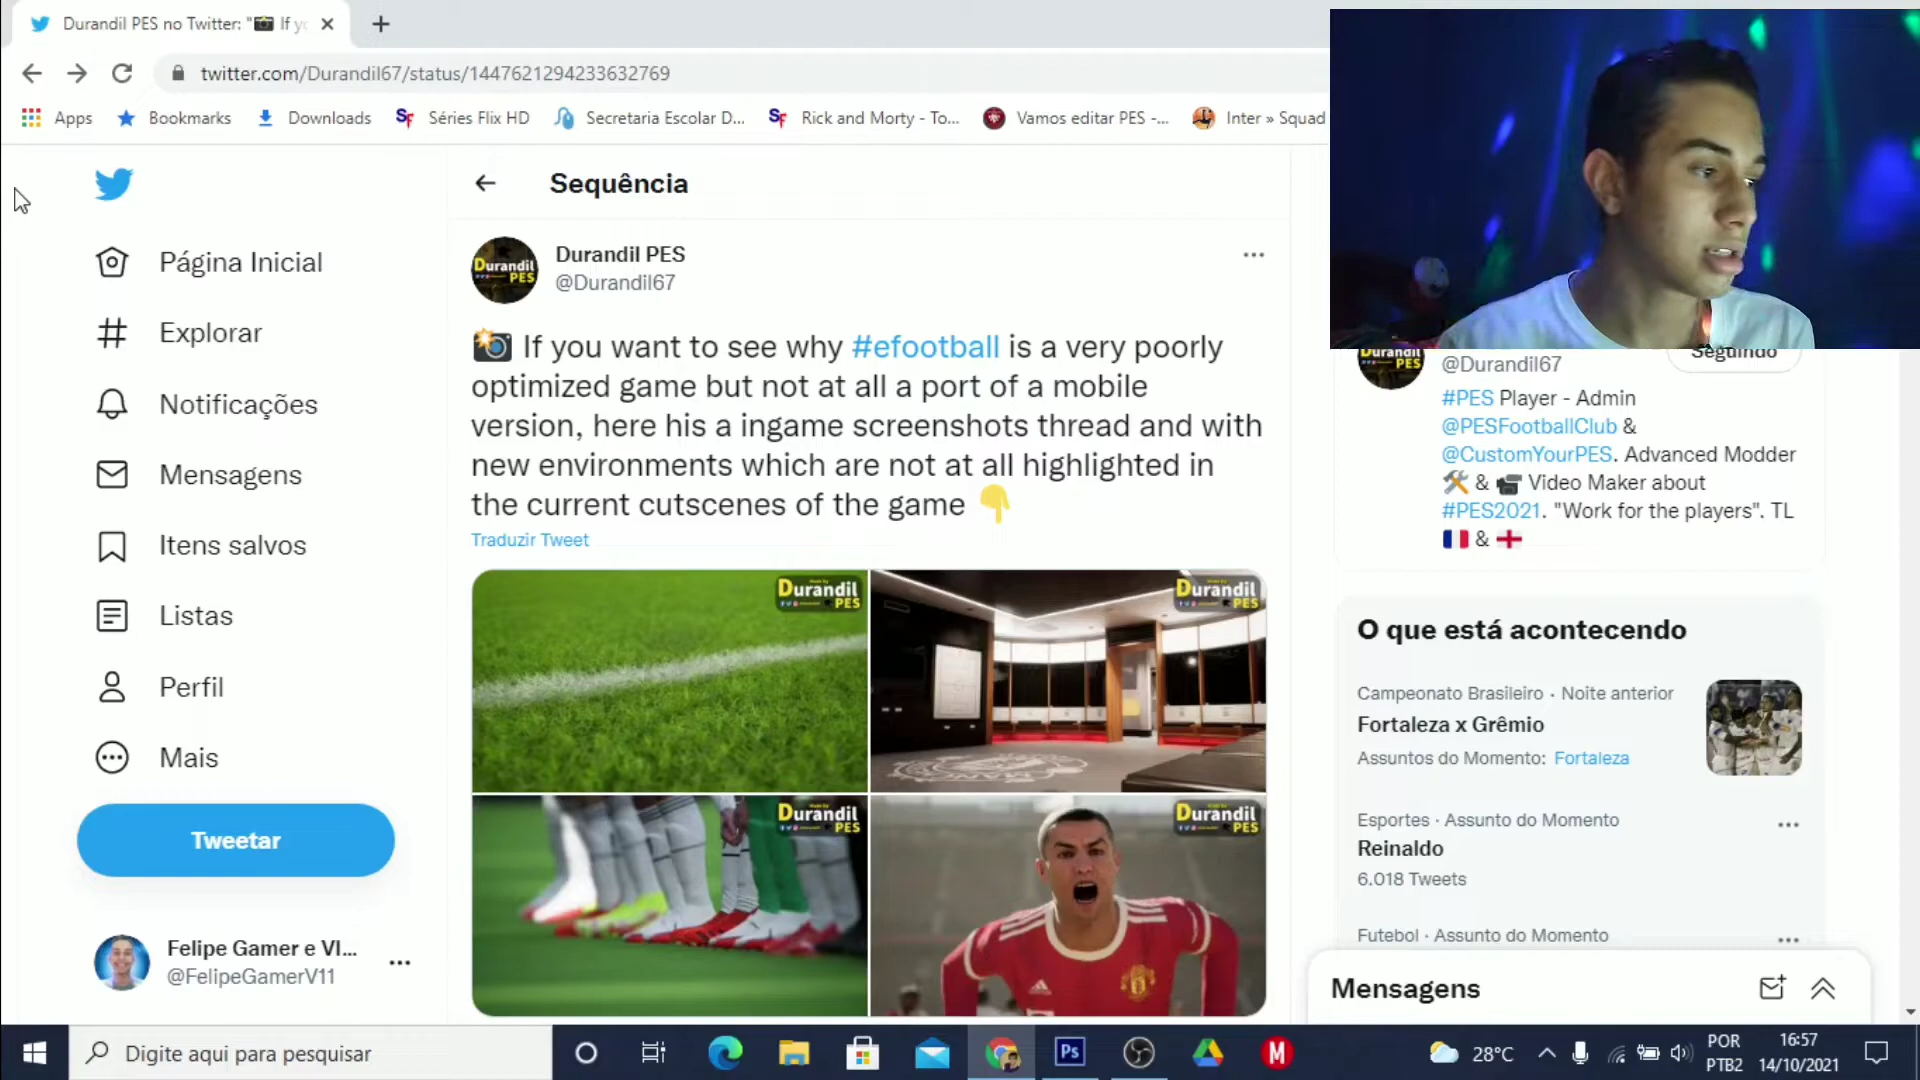 Durandil PES no Twitter: "📸 If yo
twitter.com/Durandil67/status/1447621294233632769
Apps
Bookmarks
Downloads
Séries Flix HD
Secretaria Escolar D...
Rick and Morty - To...
Vamos editar PES -...
Inter » Squad
Sequência
Página Inicial
Explorar
Notificações
Mensagens
Itens salvos
Listas
Perfil
Mais
Tweetar
Felipe Gamer e VI...
@FelipeGamerV11
Durandil PES
@Durandil67
📸 If you want to see why #efootball is a very poorly
optimized game but not at all a port of a mobile
version, here his a ingame screenshots thread and with
new environments which are not at all highlighted in
the current cutscenes of the game 👇
Traduzir Tweet
Durandil
PES
Durandil
PES
Durandil
PES
Durandil
PES
Durandil
PES
Seguindo
@Durandil67
#PES Player - Admin
@PESFootballClub &
@CustomYourPES. Advanced Modder
🛠 & 📹 Video Maker about
#PES2021. "Work for the players". TL
🇫🇷 & 🏴󠁧󠁢󠁥󠁮󠁧󠁿
O que está acontecendo
Campeonato Brasileiro · Noite anterior
Fortaleza x Grêmio
Assuntos do Momento: Fortaleza
Esportes · Assunto do Momento
Reinaldo
6.018 Tweets
Futebol · Assunto do Momento
Mensagens
Digite aqui para pesquisar
Ps
M
28°C
POR
PTB2
16:57
14/10/2021